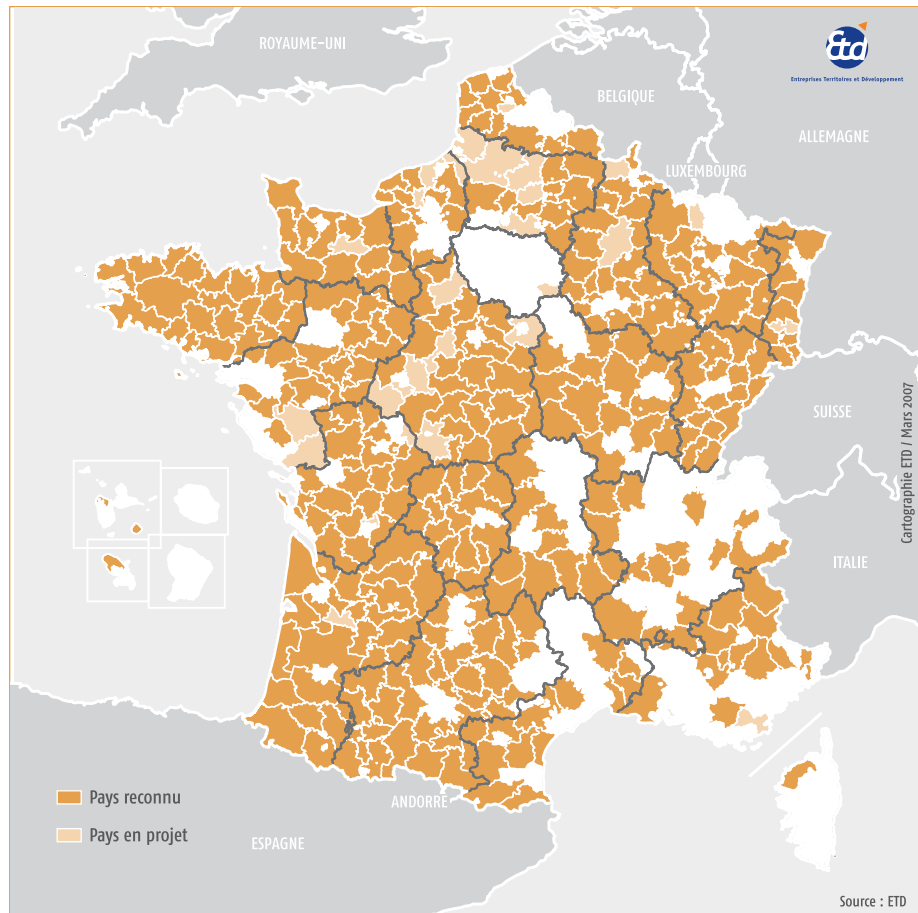 ROYAUME-UNI
Etd
Entreprises Territoires et Développement
BELGIQUE
ALLEMAGNE
LUXEMBOURG
SUISSE
Cartographie ETD / Mars 2007
ITALIE
Pays reconnu
ANDORRE
Pays en projet
ESPAGNE
Source : ETD